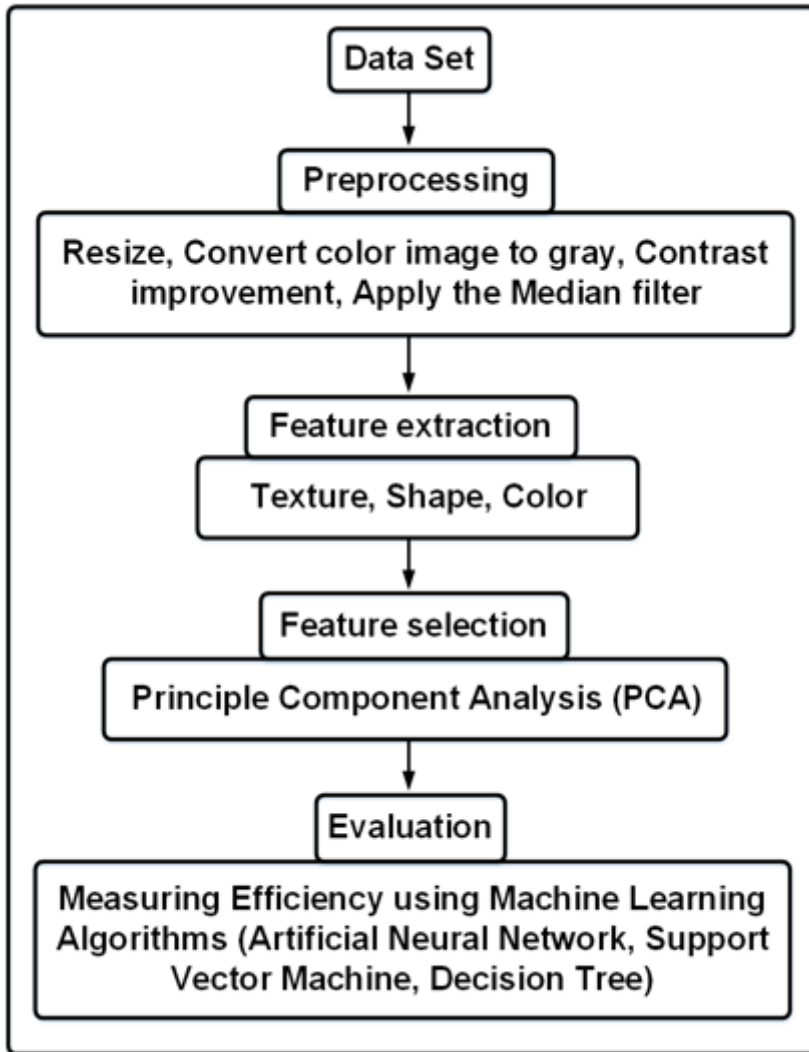 Data Set
Preprocessing
Resize, Convert color image to gray, Contrast
improvement, Apply the Median filter
Feature extraction
Texture, Shape, Color
Feature selection
Principle Component Analysis (PCA)
Evaluation
Measuring Efficiency using Machine Learning
Algorithms (Artificial Neural Network, Support
Vector Machine, Decision Tree)